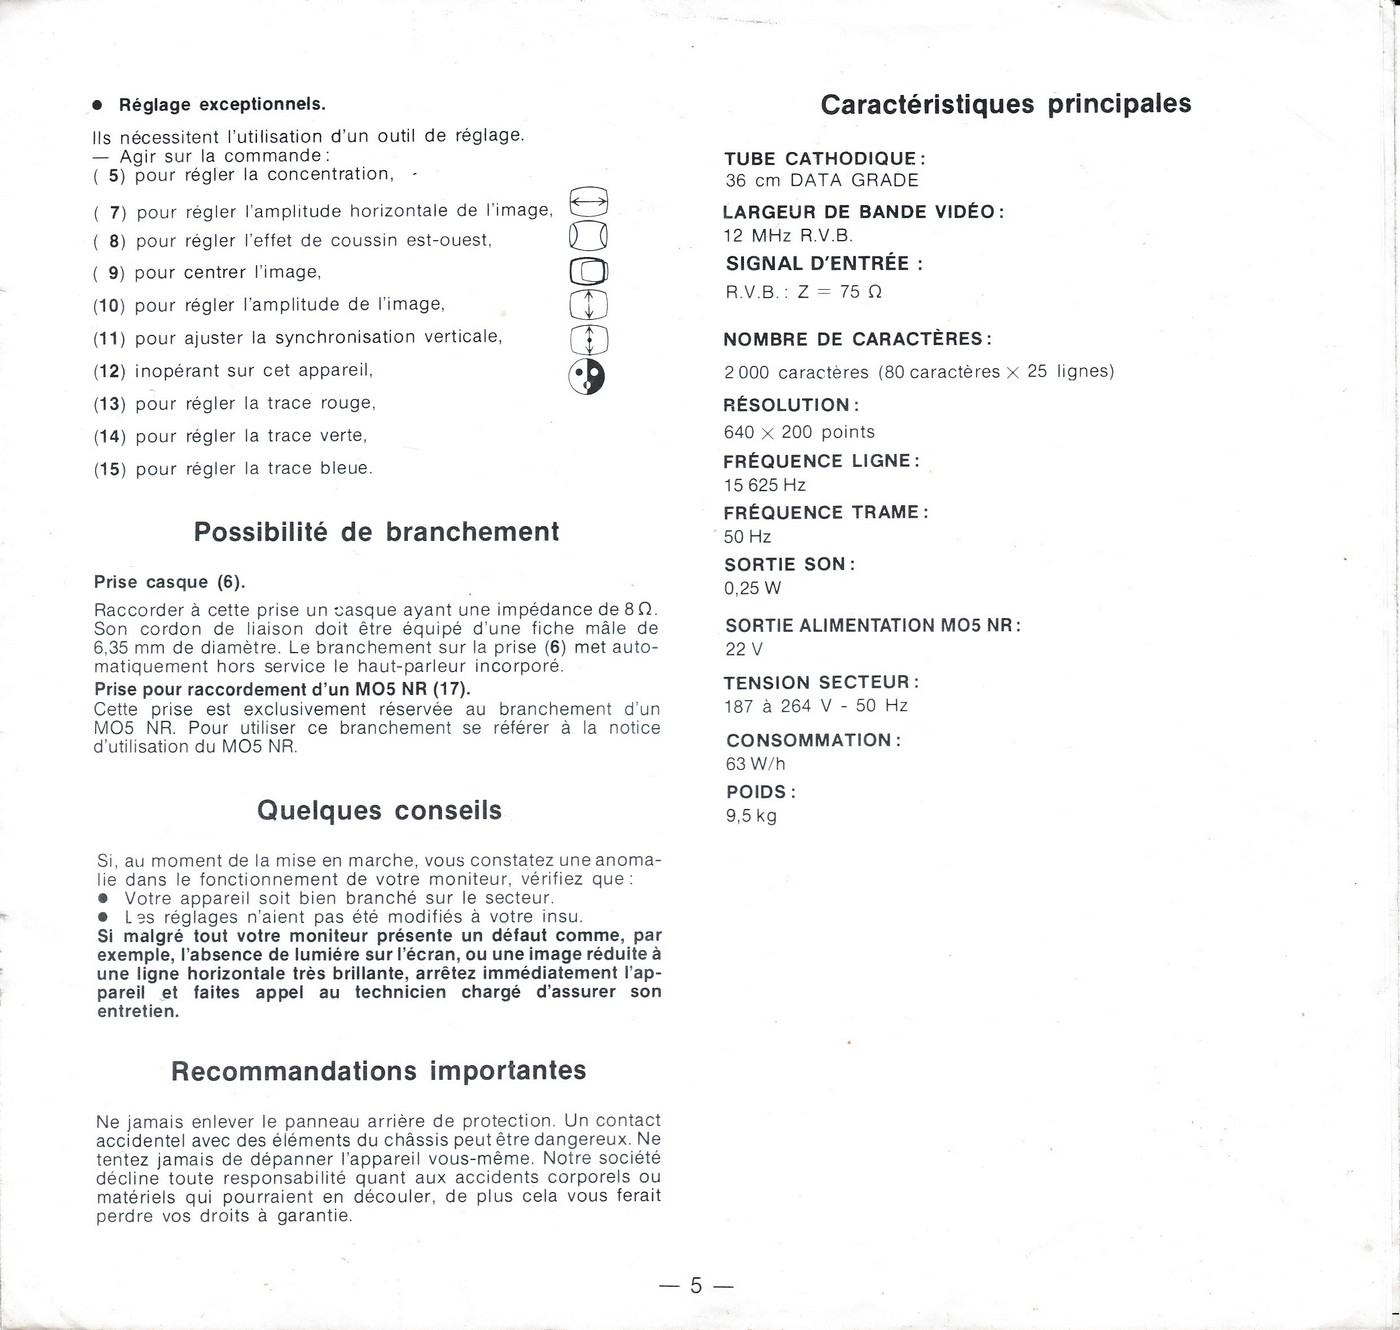 ● Réglage exceptionnels.
Ils nécessitent l'utilisation d'un outil de réglage.
— Agir sur la commande :
( 5) pour régler la concentration,
( 7) pour régler l'amplitude horizontale de l'image,
( 8) pour régler l'effet de coussin est-ouest,
( 9) pour centrer l'image,
(10) pour régler l'amplitude de l'image,
(11) pour ajuster la synchronisation verticale,
(12) inopérant sur cet appareil,
(13) pour régler la trace rouge,
(14) pour régler la trace verte,
(15) pour régler la trace bleue.
Possibilité de branchement
Prise casque (6).
Raccorder à cette prise un casque ayant une impédance de 8 Ω.
Son cordon de liaison doit être équipé d'une fiche mâle de
6,35 mm de diamètre. Le branchement sur la prise (6) met auto-
matiquement hors service le haut-parleur incorporé.
Prise pour raccordement d'un MO5 NR (17).
Cette prise est exclusivement réservée au branchement d'un
MO5 NR. Pour utiliser ce branchement se référer à la notice
d'utilisation du MO5 NR.
Quelques conseils
Si, au moment de la mise en marche, vous constatez une anoma-
lie dans le fonctionnement de votre moniteur, vérifiez que :
● Votre appareil soit bien branché sur le secteur.
● Les réglages n'aient pas été modifiés à votre insu.
Si malgré tout votre moniteur présente un défaut comme, par
exemple, l'absence de lumiére sur l'écran, ou une image réduite à
une ligne horizontale très brillante, arrêtez immédiatement l'ap-
pareil et faites appel au technicien chargé d'assurer son
entretien.
Recommandations importantes
Ne jamais enlever le panneau arrière de protection. Un contact
accidentel avec des éléments du châssis peut être dangereux. Ne
tentez jamais de dépanner l'appareil vous-même. Notre société
décline toute responsabilité quant aux accidents corporels ou
matériels qui pourraient en découler, de plus cela vous ferait
perdre vos droits à garantie.
Caractéristiques principales
TUBE CATHODIQUE :
36 cm DATA GRADE
LARGEUR DE BANDE VIDÉO :
12 MHz R.V.B.
SIGNAL D'ENTRÉE :
R.V.B. : Z = 75 Ω
NOMBRE DE CARACTÈRES :
2 000 caractères (80 caractères × 25 lignes)
RÉSOLUTION :
640 × 200 points
FRÉQUENCE LIGNE :
15 625 Hz
FRÉQUENCE TRAME :
50 Hz
SORTIE SON :
0,25 W
SORTIE ALIMENTATION MO5 NR :
22 V
TENSION SECTEUR :
187 à 264 V - 50 Hz
CONSOMMATION :
63 W/h
POIDS :
9,5 kg
— 5 —